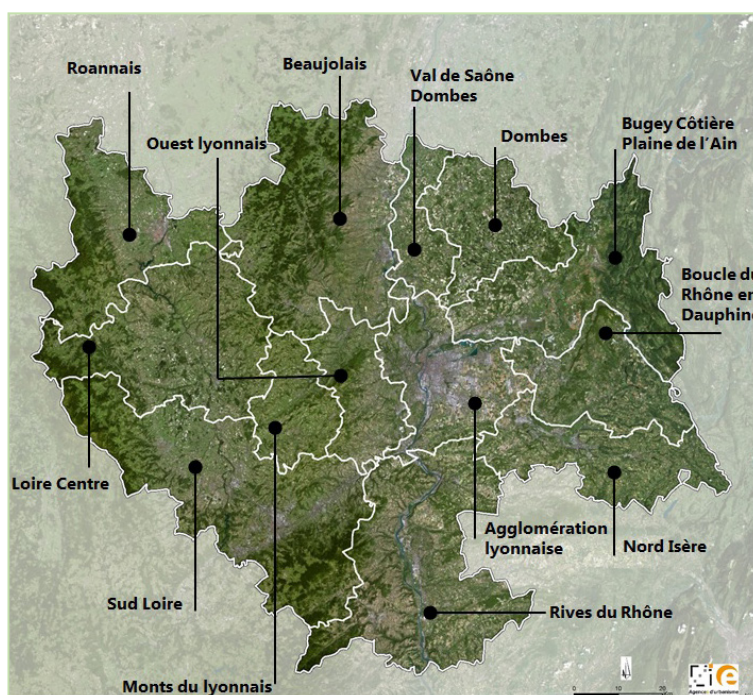 Roannais
Beaujolais
Val de Saône
Dombes
Ouest lyonnais
Dombes
Bugey Côtière
Plaine de l'Ain
Boucle du
Rhône en
Dauphiné
Loire Centre
Agglomération
lyonnaise
Nord Isère
Sud Loire
Rives du Rhône
Monts du lyonnais